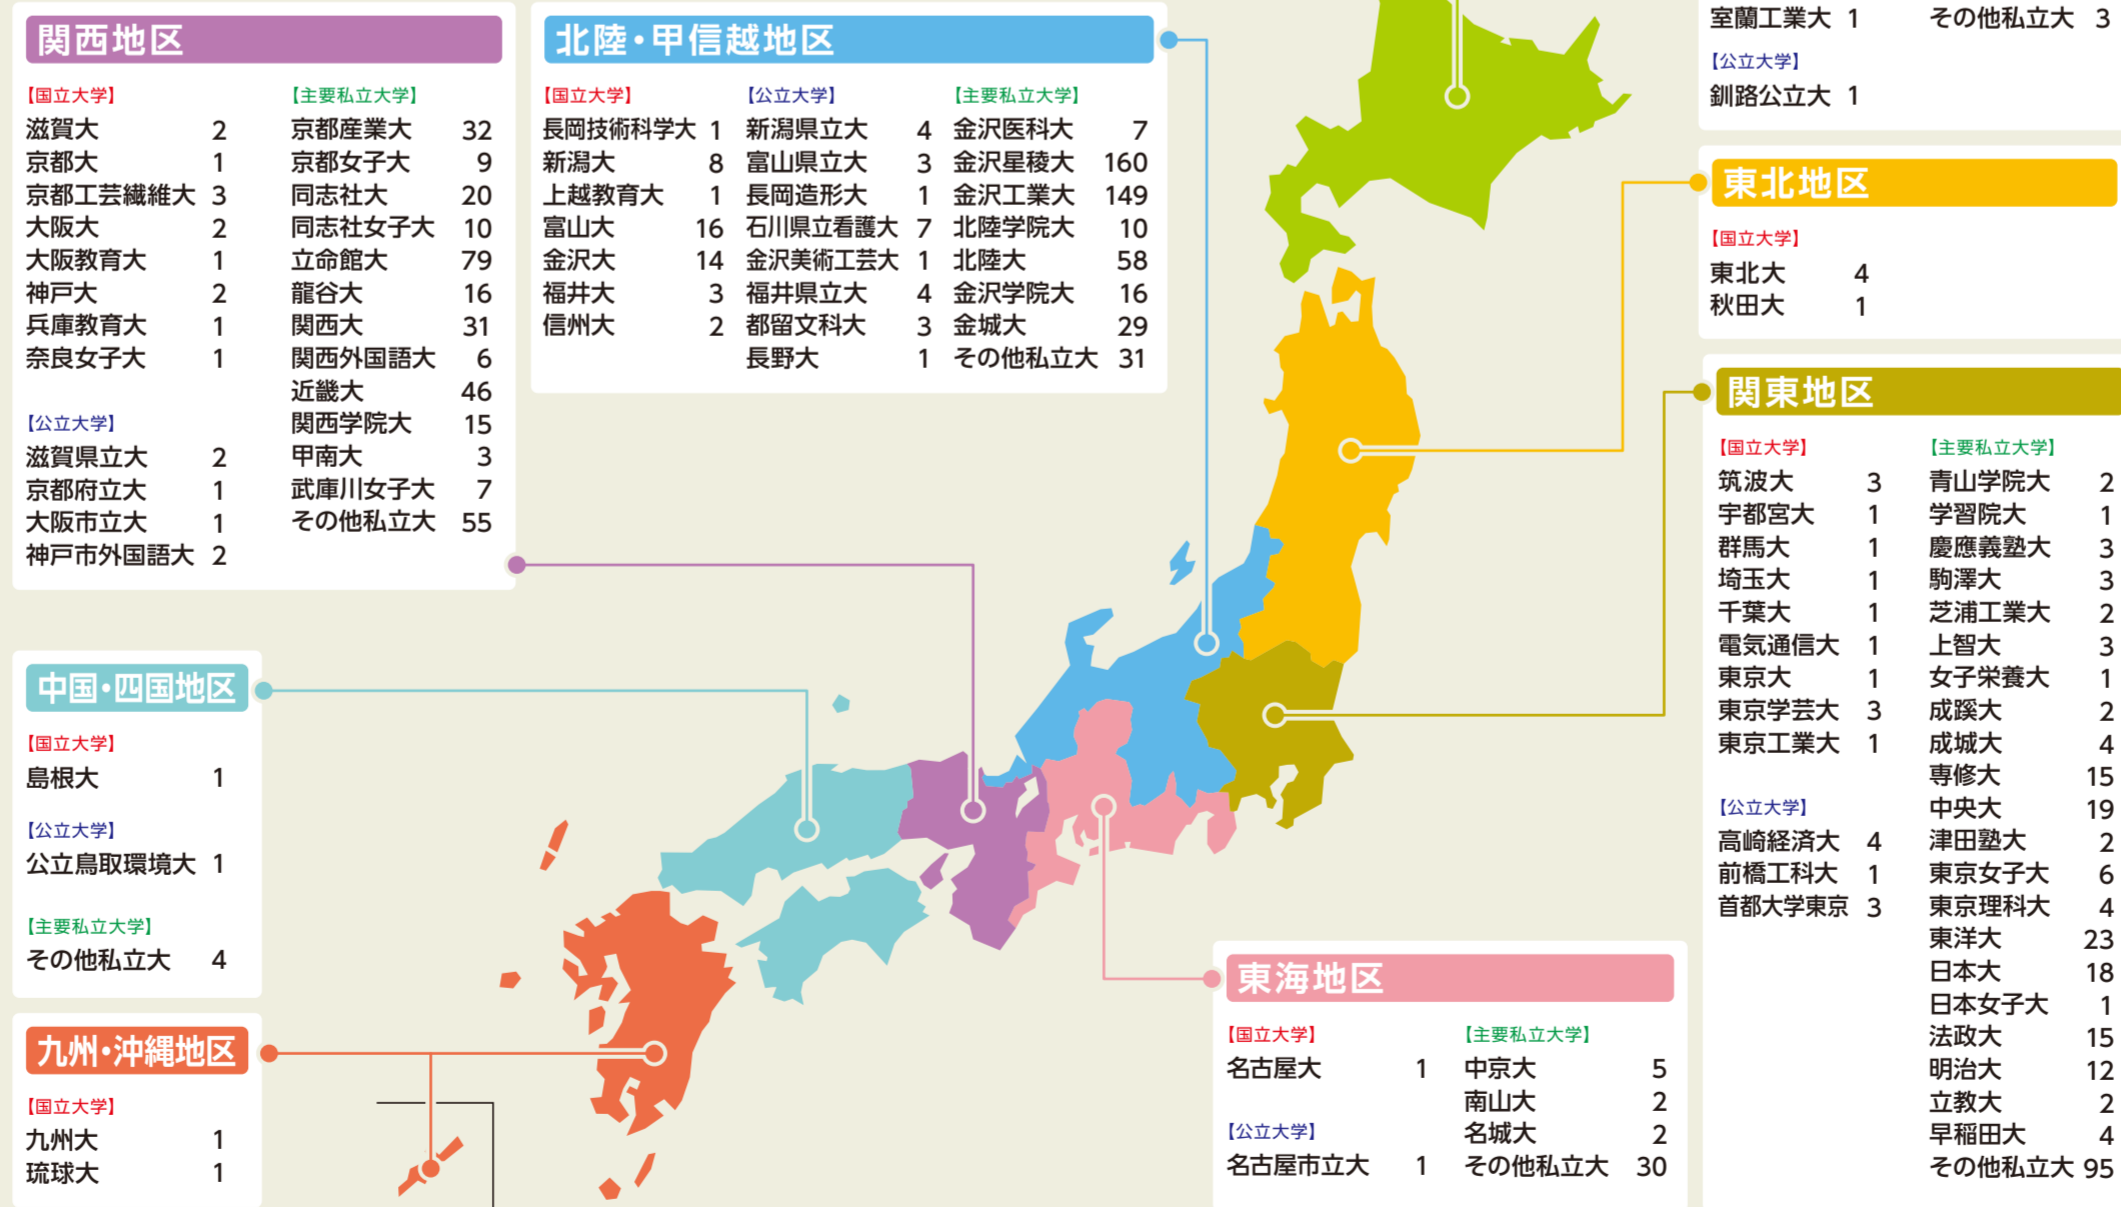 関西地区
【国立大学】
滋賀大 2
京都大 1
京都工芸繊維大 3
大阪大 2
大阪教育大 1
神戸大 2
兵庫教育大 1
奈良女子大 1
【公立大学】
滋賀県立大 2
京都府立大 1
大阪市立大 1
神戸市外国語大 2
【主要私立大学】
京都産業大 32
京都女子大 9
同志社大 20
同志社女子大 10
立命館大 79
龍谷大 16
関西大 31
関西外国語大 6
近畿大 46
関西学院大 15
甲南大 3
武庫川女子大 7
その他私立大 55
北陸・甲信越地区
【国立大学】
長岡技術科学大 1
新潟大 8
上越教育大 1
富山大 16
金沢大 14
福井大 3
信州大 2
【公立大学】
新潟県立大 4
富山県立大 3
長岡造形大 1
石川県立看護大 7
金沢美術工芸大 1
福井県立大 4
都留文科大 3
長野大 1
【主要私立大学】
金沢医科大 7
金沢星稜大 160
金沢工業大 149
北陸学院大 10
北陸大 58
金沢学院大 16
金城大 29
その他私立大 31
室蘭工業大 1
【公立大学】
釧路公立大 1
その他私立大 3
東北地区
【国立大学】
東北大 4
秋田大 1
関東地区
【国立大学】
筑波大 3
宇都宮大 1
群馬大 1
埼玉大 1
千葉大 1
電気通信大 1
東京大 1
東京学芸大 3
東京工業大 1
【公立大学】
高崎経済大 4
前橋工科大 1
首都大学東京 3
【主要私立大学】
青山学院大 2
学習院大 1
慶應義塾大 3
駒澤大 3
芝浦工業大 2
上智大 3
女子栄養大 1
成蹊大 2
成城大 4
専修大 15
中央大 19
津田塾大 2
東京女子大 6
東京理科大 4
東洋大 23
日本大 18
日本女子大 1
法政大 15
明治大 12
立教大 2
早稲田大 4
その他私立大 95
中国・四国地区
【国立大学】
島根大 1
【公立大学】
公立鳥取環境大 1
【主要私立大学】
その他私立大 4
九州・沖縄地区
【国立大学】
九州大 1
琉球大 1
東海地区
【国立大学】
名古屋大 1
【公立大学】
名古屋市立大 1
【主要私立大学】
中京大 5
南山大 2
名城大 2
その他私立大 30